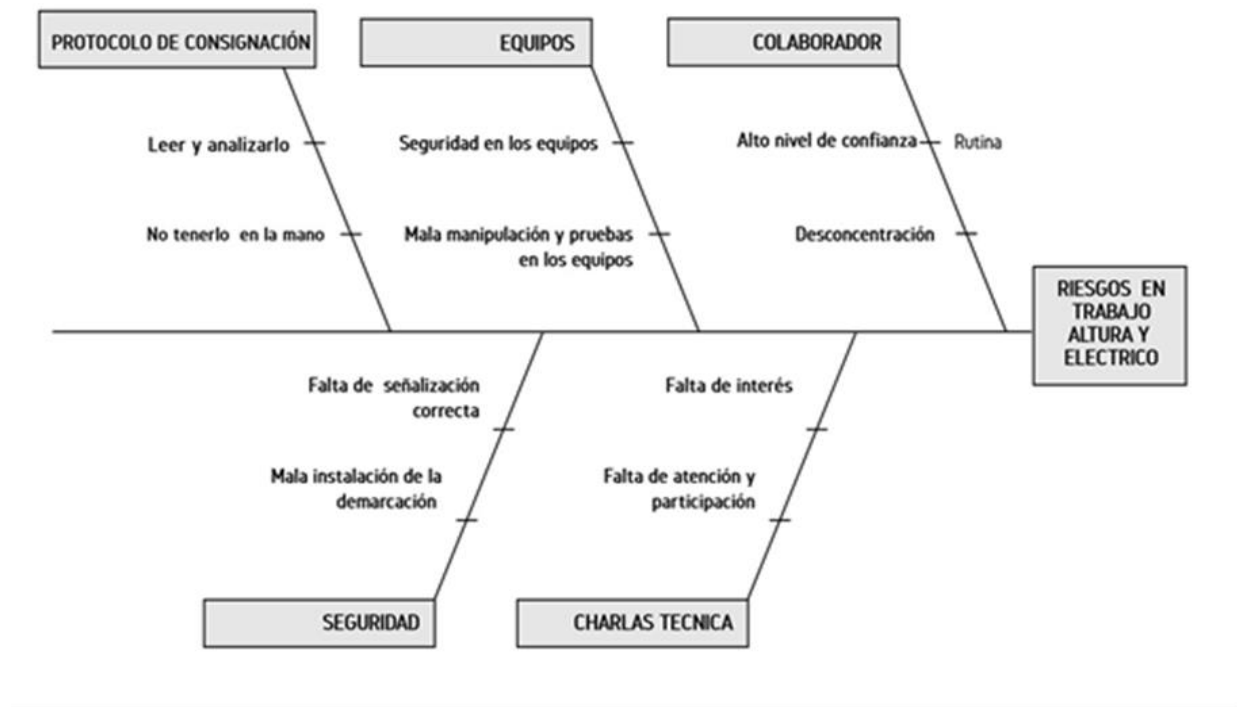 PROTOCOLO DE CONSIGNACIÓN
EQUIPOS
COLABORADOR
Leer y analizarlo
Seguridad en los equipos
Alto nivel de confianza
Rutina
No tenerlo en la mano
Mala manipulación y pruebas
en los equipos
Desconcentración
RIESGOS EN
TRABAJO
ALTURA Y
ELECTRICO
Falta de señalización
correcta
Falta de interés
Mala instalación de la
demarcación
Falta de atención y
participación
SEGURIDAD
CHARLAS TECNICA